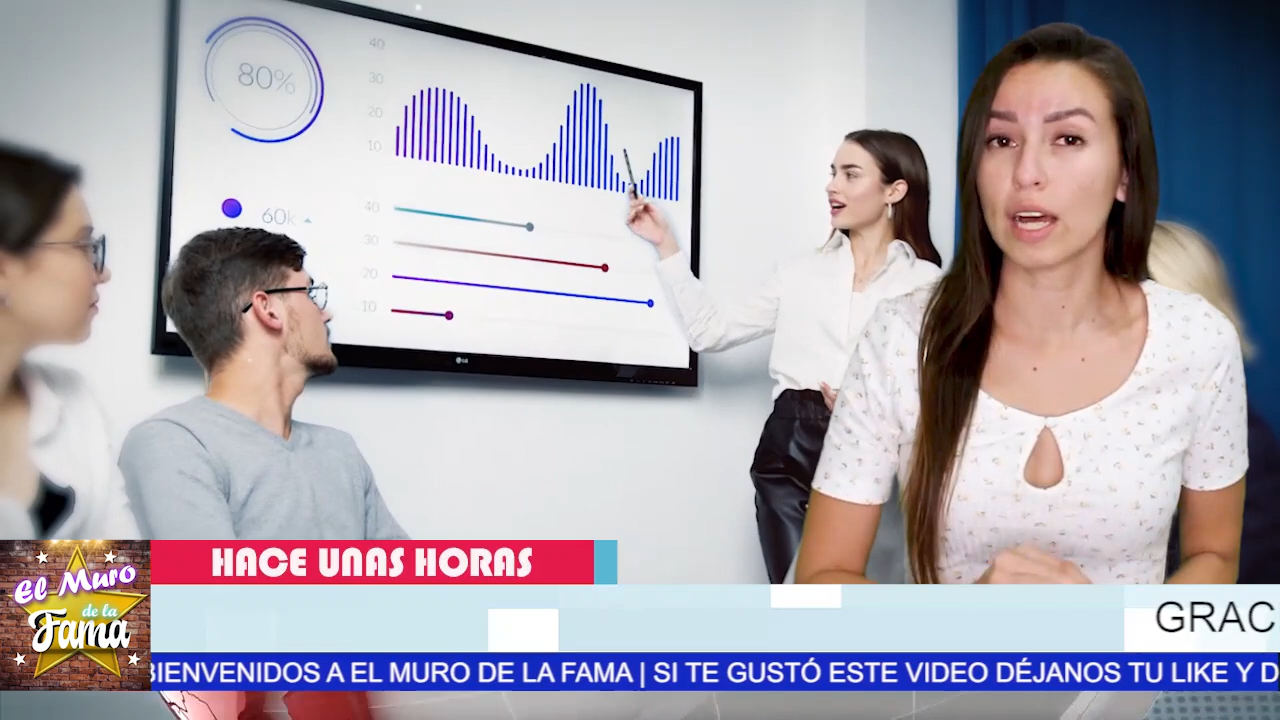 80%
40
30
20
10
60k
40
30
20
10
LG
HACE UNAS HORAS
El Muro
de la
Fama
GRAC
BIENVENIDOS A EL MURO DE LA FAMA | SI TE GUSTÓ ESTE VIDEO DÉJANOS TU LIKE Y D